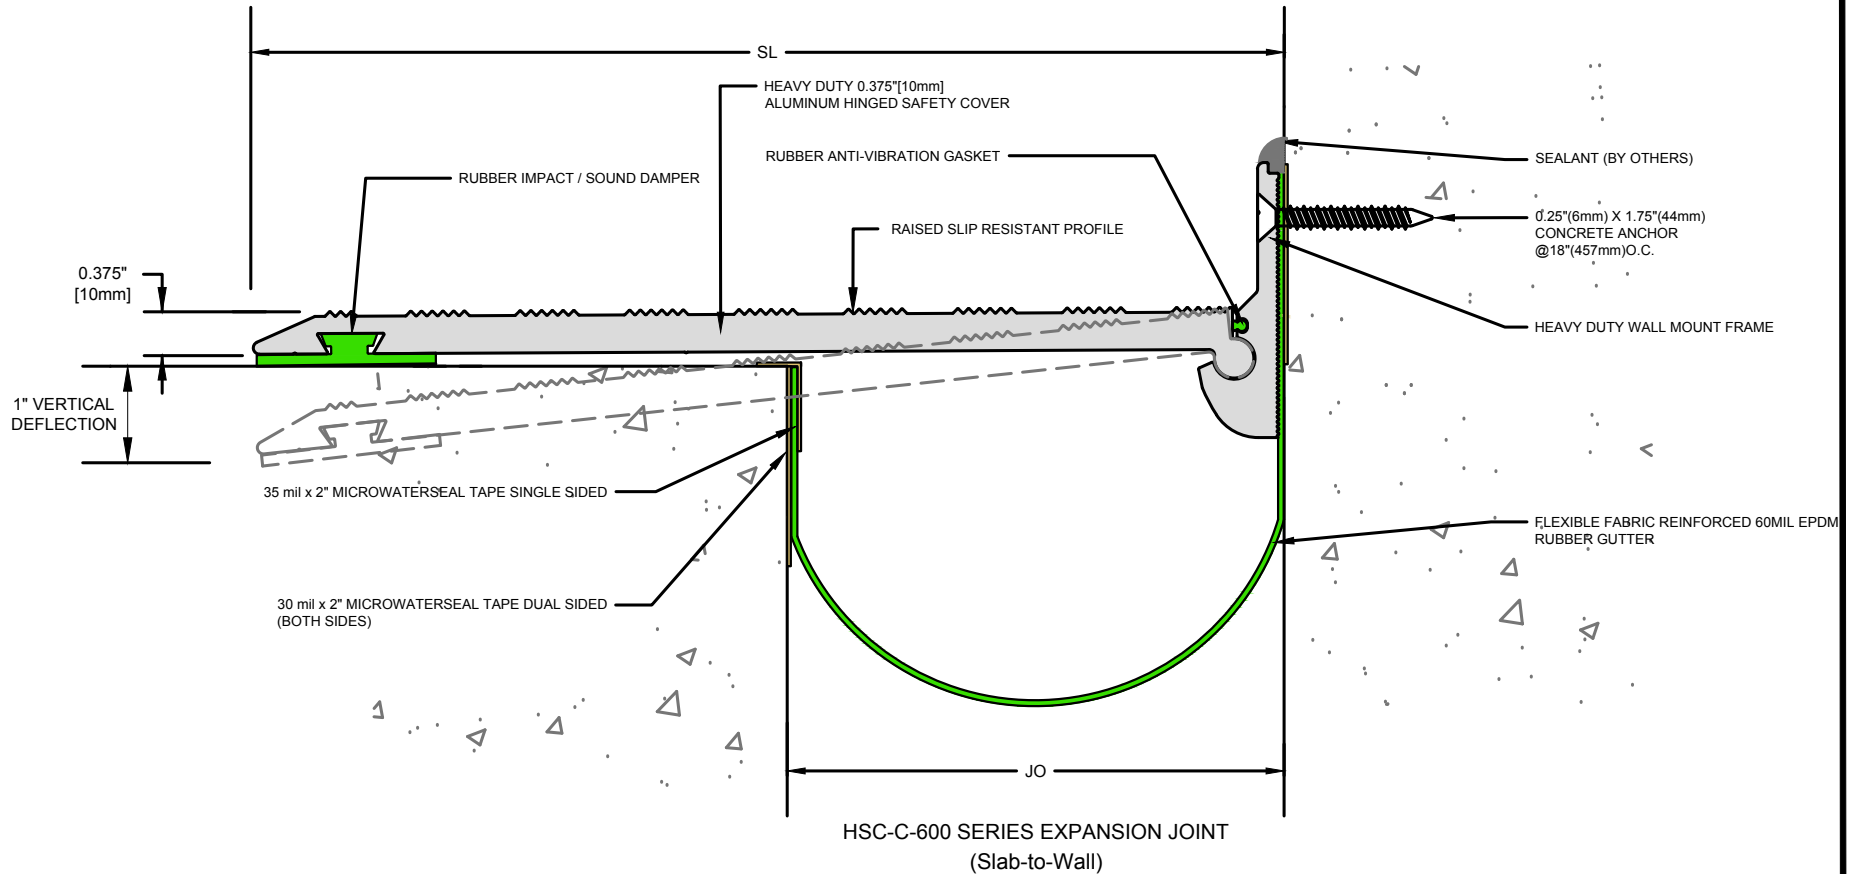 SL
HEAVY DUTY 0.375"[10mm]
ALUMINUM HINGED SAFETY COVER
RUBBER ANTI-VIBRATION GASKET
SEALANT (BY OTHERS)
RUBBER IMPACT / SOUND DAMPER
0.25"(6mm) X 1.75"(44mm)
CONCRETE ANCHOR
@18"(457mm)O.C.
RAISED SLIP RESISTANT PROFILE
0.375"
[10mm]
HEAVY DUTY WALL MOUNT FRAME
1" VERTICAL
DEFLECTION
35 mil x 2" MICROWATERSEAL TAPE SINGLE SIDED
FLEXIBLE FABRIC REINFORCED 60MIL EPDM
RUBBER GUTTER
30 mil x 2" MICROWATERSEAL TAPE DUAL SIDED
(BOTH SIDES)
JO
HSC-C-600 SERIES EXPANSION JOINT
(Slab-to-Wall)